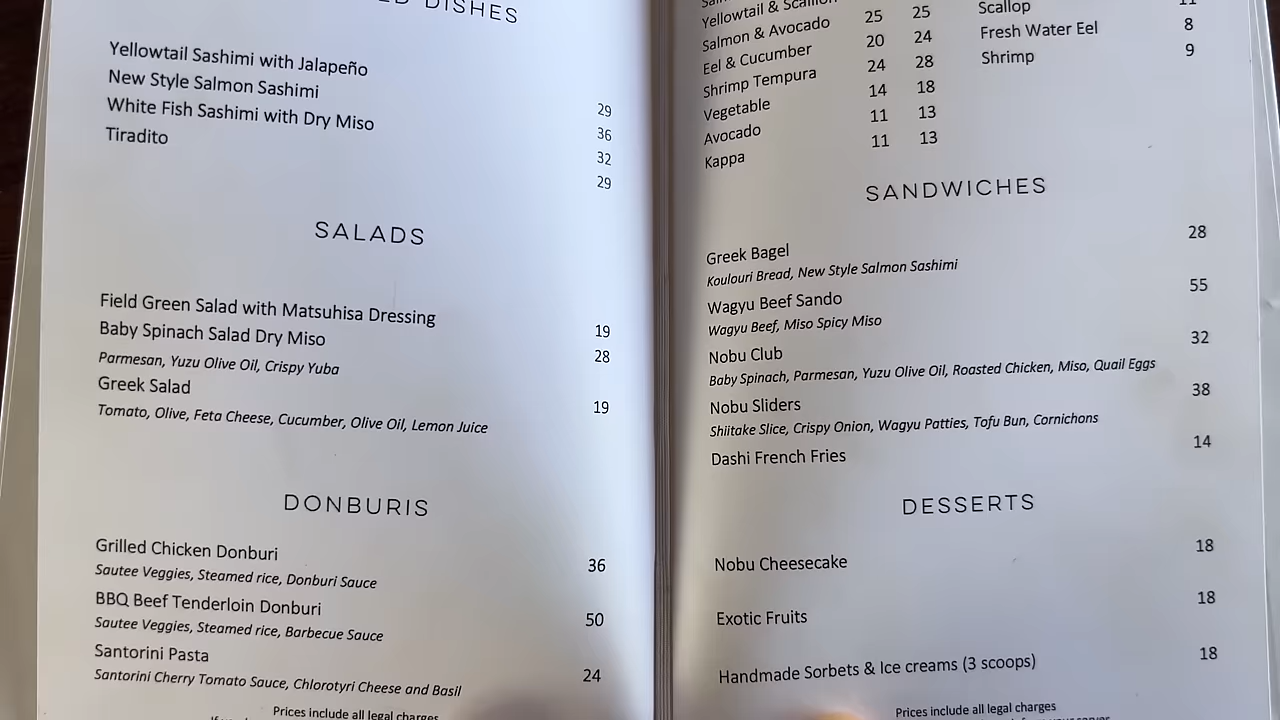 DISHES
Yellowtail Sashimi with Jalapeño 29
New Style Salmon Sashimi 36
White Fish Sashimi with Dry Miso 32
Tiradito 29
SALADS
Field Green Salad with Matsuhisa Dressing 19
Baby Spinach Salad Dry Miso 28
Parmesan, Yuzu Olive Oil, Crispy Yuba
Greek Salad 19
Tomato, Olive, Feta Cheese, Cucumber, Olive Oil, Lemon Juice
DONBURIS
Grilled Chicken Donburi 36
Sautee Veggies, Steamed rice, Donburi Sauce
BBQ Beef Tenderloin Donburi 50
Sautee Veggies, Steamed rice, Barbecue Sauce
Santorini Pasta 24
Santorini Cherry Tomato Sauce, Chlorotyri Cheese and Basil
Prices include all legal charges
Yellowtail & Scallion
Salmon & Avocado 25 25
Eel & Cucumber 20 24
Shrimp Tempura 24 28
Vegetable 14 18
Avocado 11 13
Kappa 11 13
Scallop 11
Fresh Water Eel 8
Shrimp 9
SANDWICHES
Greek Bagel 28
Koulouri Bread, New Style Salmon Sashimi
Wagyu Beef Sando 55
Wagyu Beef, Miso Spicy Miso
Nobu Club 32
Baby Spinach, Parmesan, Yuzu Olive Oil, Roasted Chicken, Miso, Quail Eggs
Nobu Sliders 38
Shiitake Slice, Crispy Onion, Wagyu Patties, Tofu Bun, Cornichons
Dashi French Fries 14
DESSERTS
Nobu Cheesecake 18
Exotic Fruits 18
Handmade Sorbets & Ice creams (3 scoops) 18
Prices include all legal charges